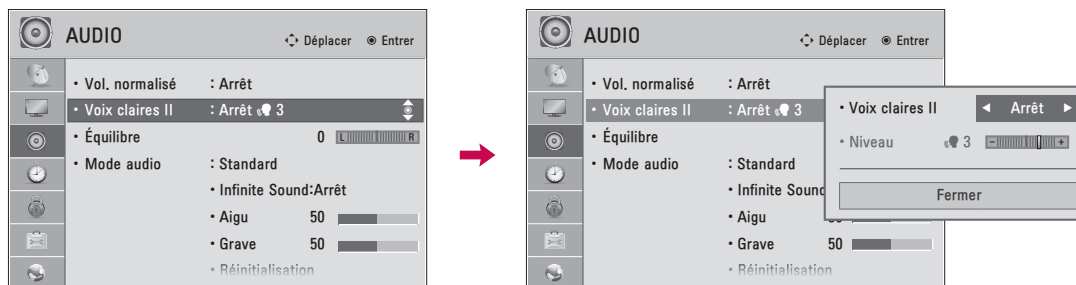 AUDIO
Déplacer Entrer
• Vol. normalisé : Arrêt
• Voix claires II : Arrêt 3
• Équilibre 0 L R
• Mode audio : Standard
• Infinite Sound:Arrêt
• Aigu 50
• Grave 50
• Réinitialisation
AUDIO
Déplacer Entrer
• Vol. normalisé : Arrêt
• Voix claires II : Arrêt 3
• Équilibre
• Mode audio : Standard
• Infinite Sound
• Aigu
• Grave 50
• Réinitialisation
• Voix claires II ◄ Arrêt ►
• Niveau 3 - +
Fermer